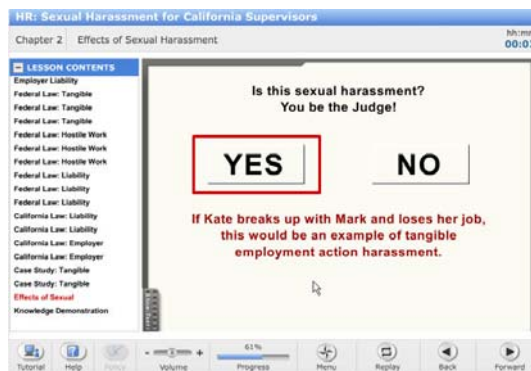 HR: Sexual Harassment for California Supervisors
Chapter 2 Effects of Sexual Harassment
00:0
LESSON CONTENTS
Employer Liability
Federal Law: Tangible
Federal Law: Tangible
Federal Law: Tangible
Federal Law: Hostile Work
Federal Law: Hostile Work
Federal Law: Hostile Work
Federal Law: Liability
Federal Law: Liability
Federal Law: Liability
California Law: Liability
California Law: Liability
California Law: Employer
California Law: Employer
Case Study: Tangible
Case Study: Tangible
Effects of Sexual
Knowledge Demonstration
Is this sexual harassment?
You be the Judge!
YES NO
If Kate breaks up with Mark and loses her job,
this would be an example of tangible
employment action harassment.
- + 61%
Tutorial Help Policy Volume Progress Menu Replay Back Forward